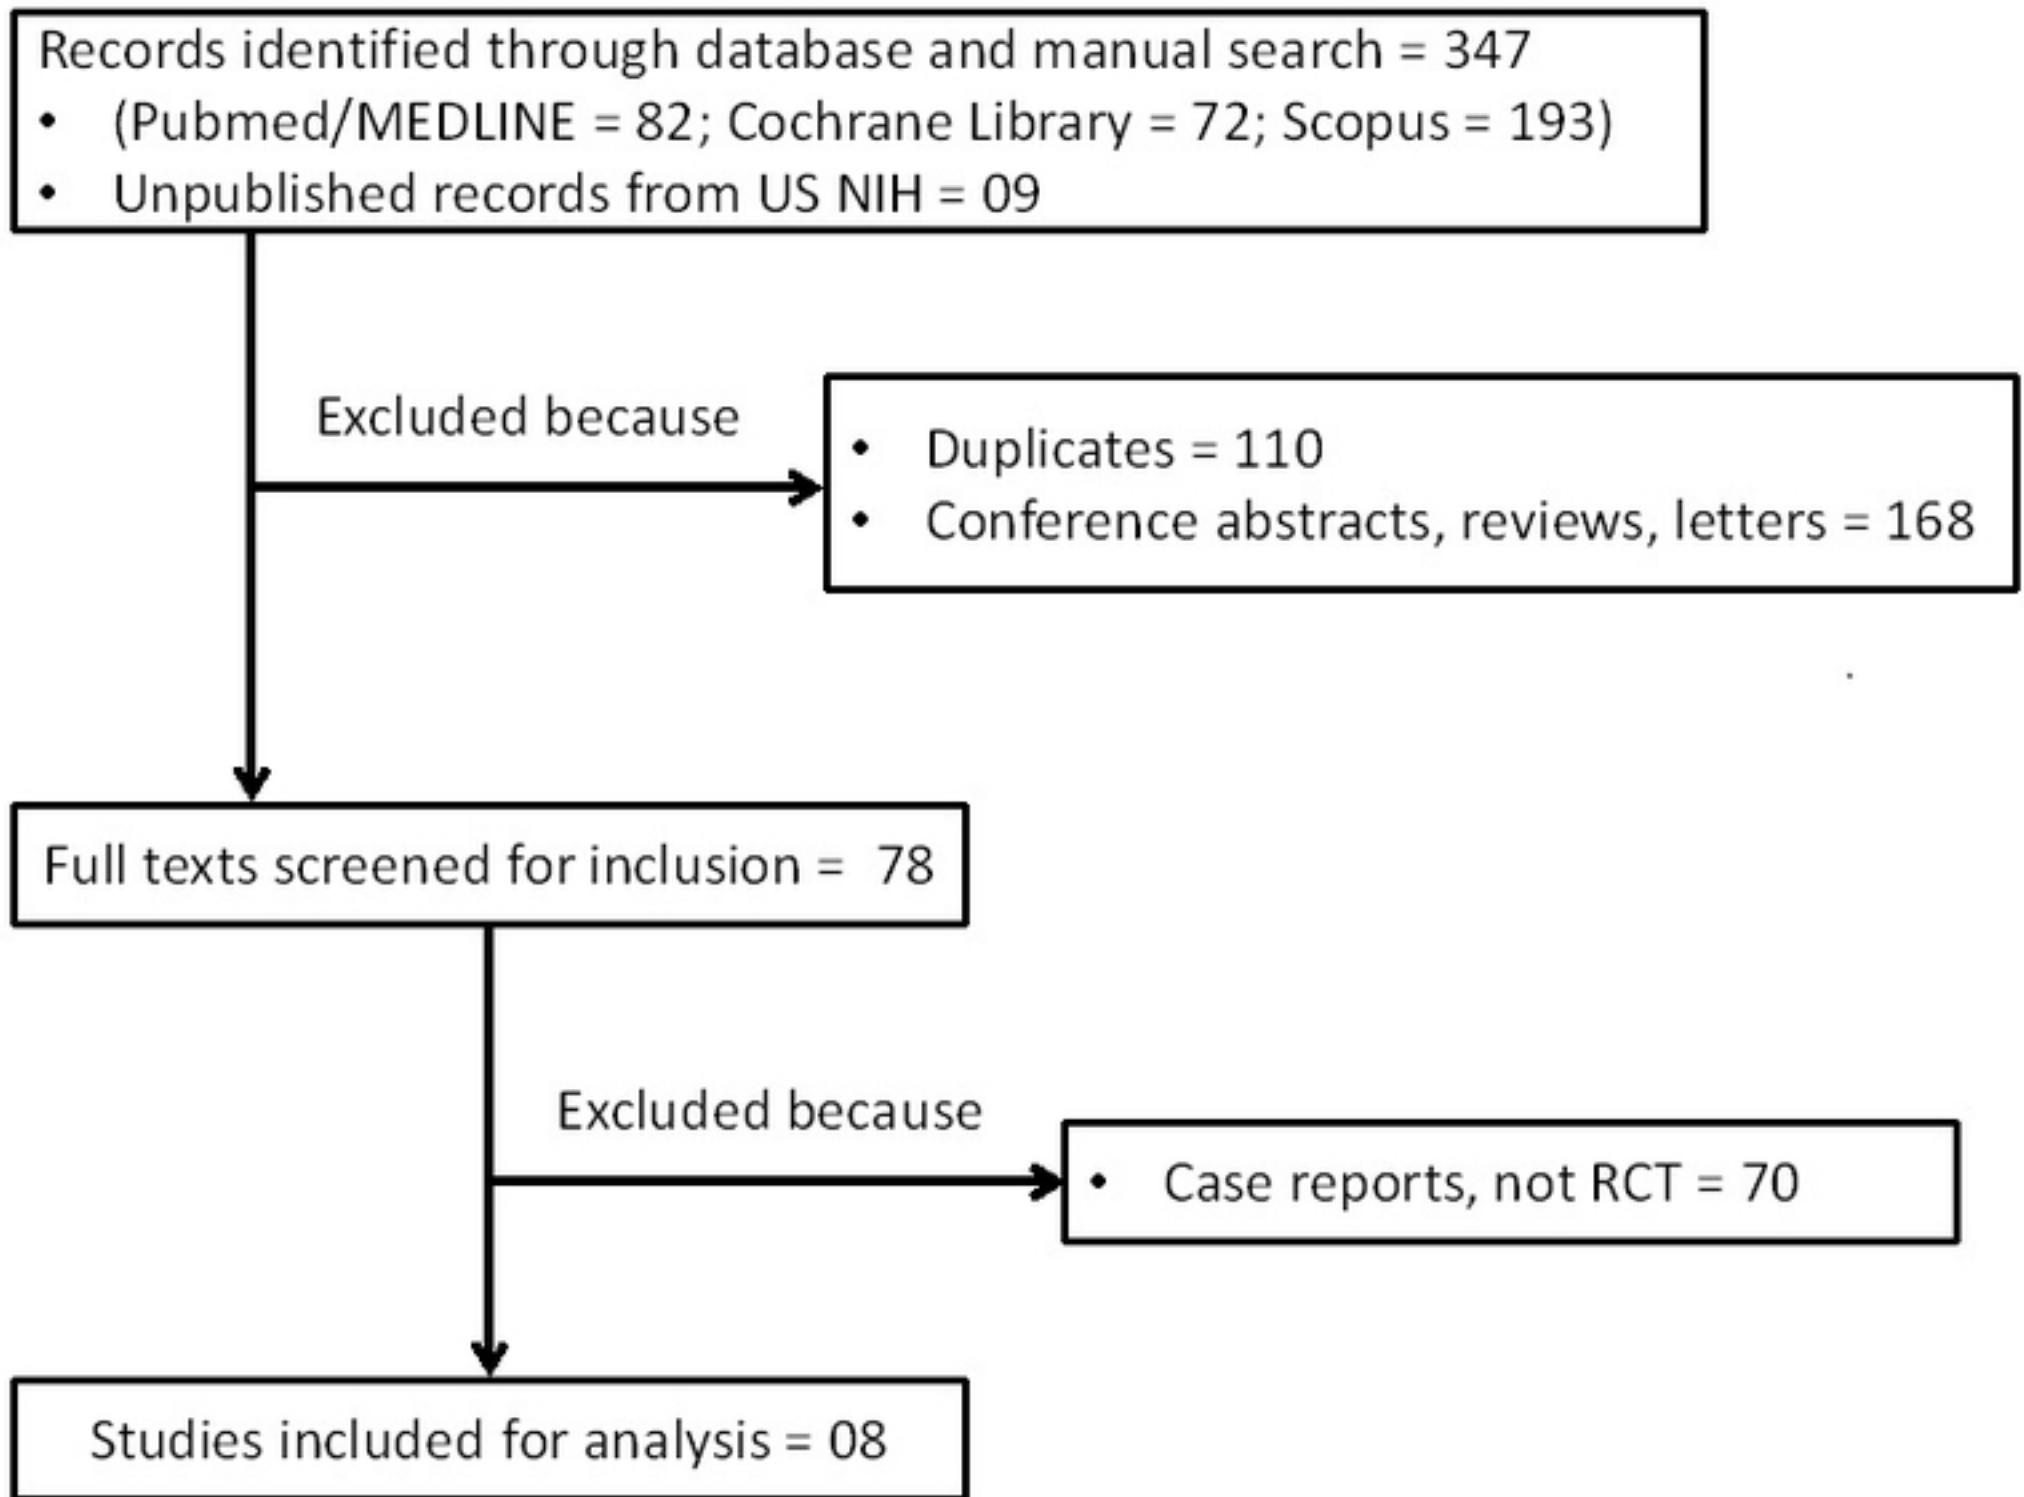 Records identified through database and manual search = 347
• (Pubmed/MEDLINE = 82; Cochrane Library = 72; Scopus = 193)
• Unpublished records from US NIH = 09
Excluded because
• Duplicates = 110
• Conference abstracts, reviews, letters = 168
Full texts screened for inclusion = 78
Excluded because
• Case reports, not RCT = 70
Studies included for analysis = 08